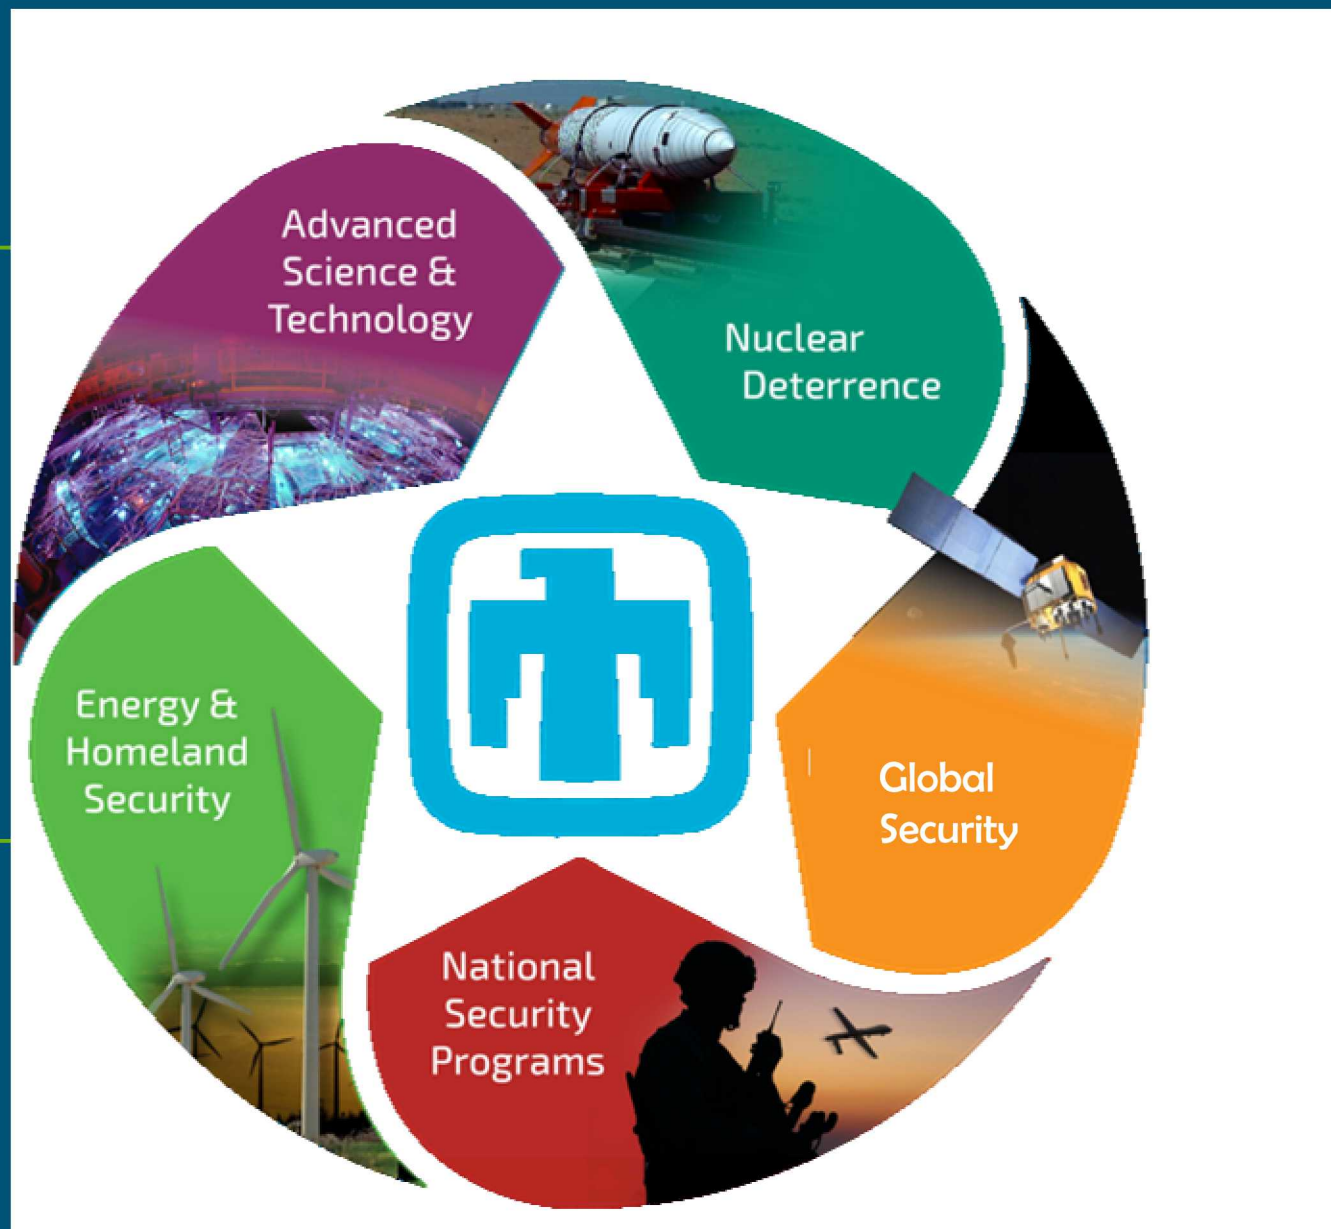 Advanced
Science &
Technology
Nuclear
Deterrence
Energy &
Homeland
Security
Global
Security
National
Security
Programs